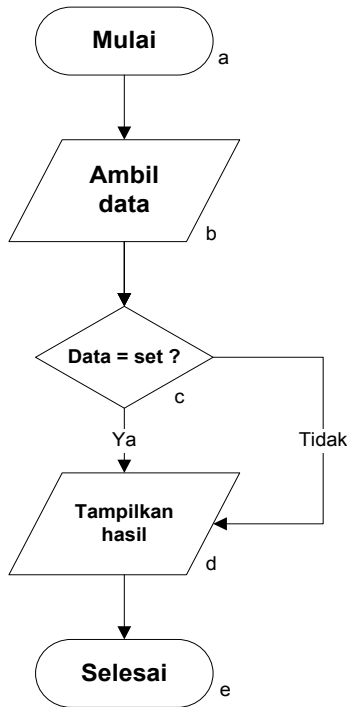 Mulai
a
Ambil
data
b
Data = set ?
c
Ya
Tidak
Tampilkan
hasil
d
Selesai
e